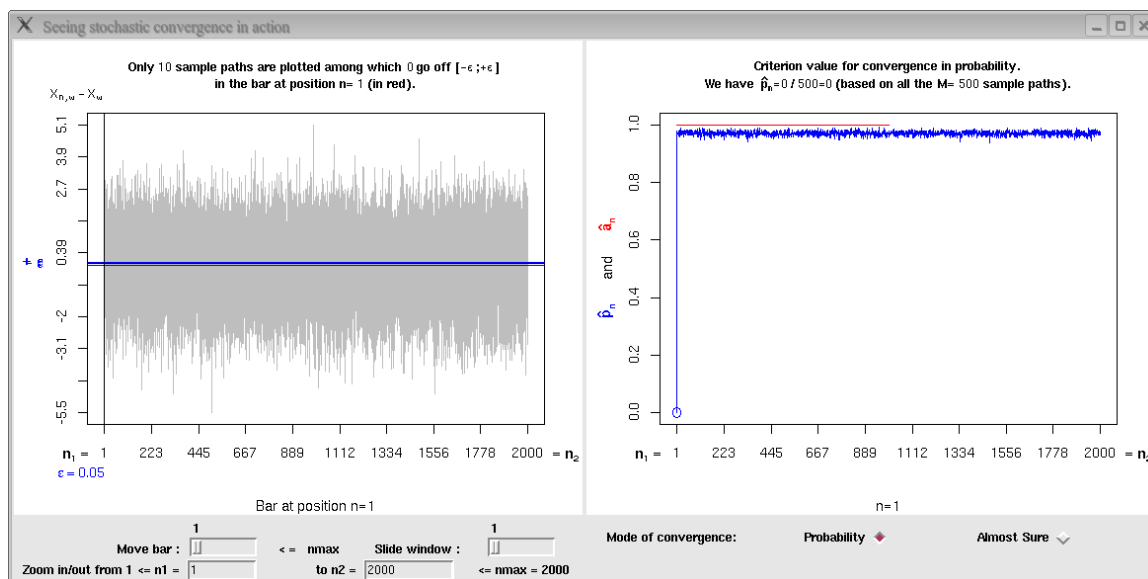 Seeing stochastic convergence in action
Only 10 sample paths are plotted among which 0 go off [-ε;+ε]
in the bar at position n= 1 (in red).
Xn,ω - Xω
5.1
3.9
2.7
0.39
-2
-3.1
-5.5
+ε
-ε
n1 = 1 223 445 667 889 1112 1334 1556 1778 2000 = n2
ε = 0.05
Bar at position n=1
Criterion value for convergence in probability.
We have p̂n=0 / 500=0 (based on all the M= 500 sample paths).
1.0
0.8
0.6
0.4
0.2
0.0
p̂n and ân
n1 = 1 223 445 667 889 1112 1334 1556 1778 2000 = n2
n=1
1
Move bar : <= nmax
1
Slide window :
Zoom in/out from 1 <= n1 = 1 to n2 = 2000 <= nmax = 2000
Mode of convergence: Probability Almost Sure